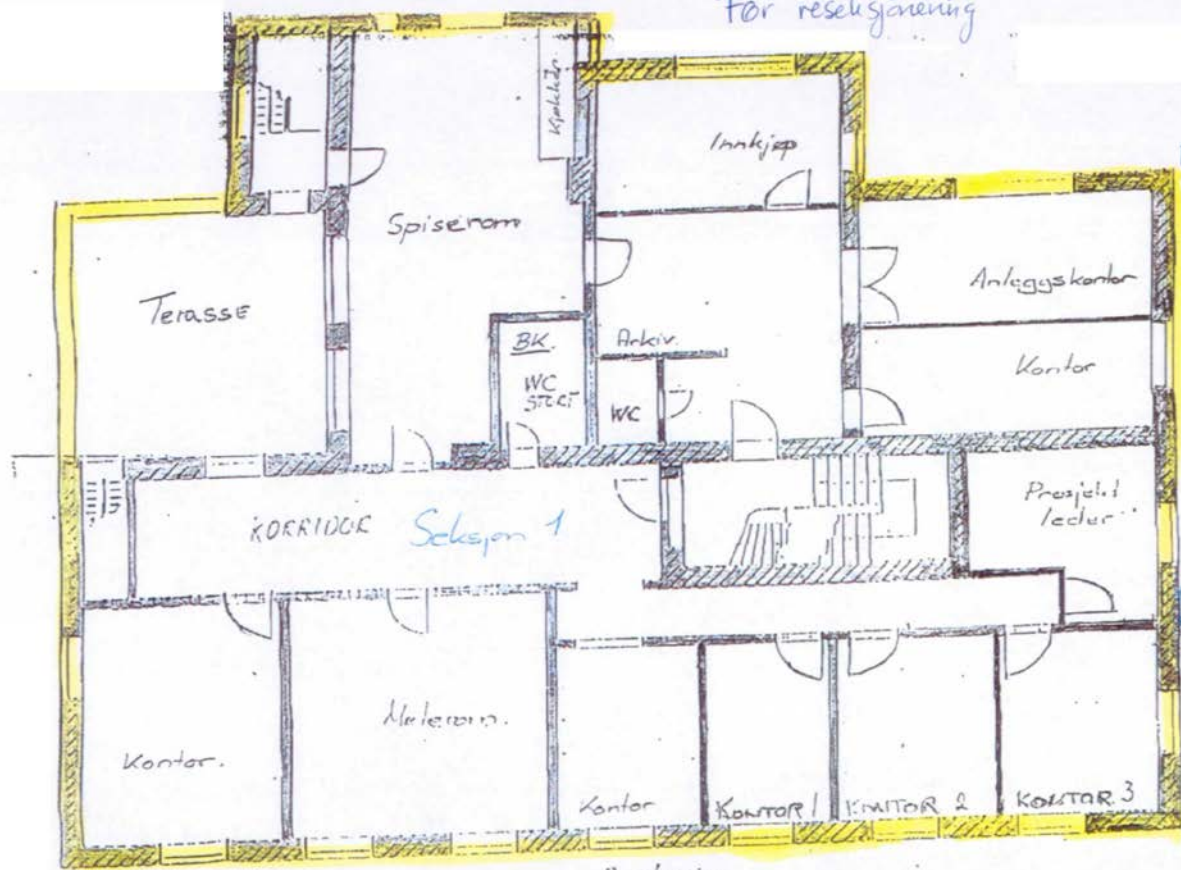 Før reseksjonering
Kjøkken
Innkjøp
Spiserom
Anleggskontor
Terasse
BK.
Arkiv.
Kontor
WC
WC
Prosjekt
leder
KORRIDOR
Seksjon 1
Møterom.
Kontor.
Kontor
KONTOR 1
KONTOR 2
KONTOR 3